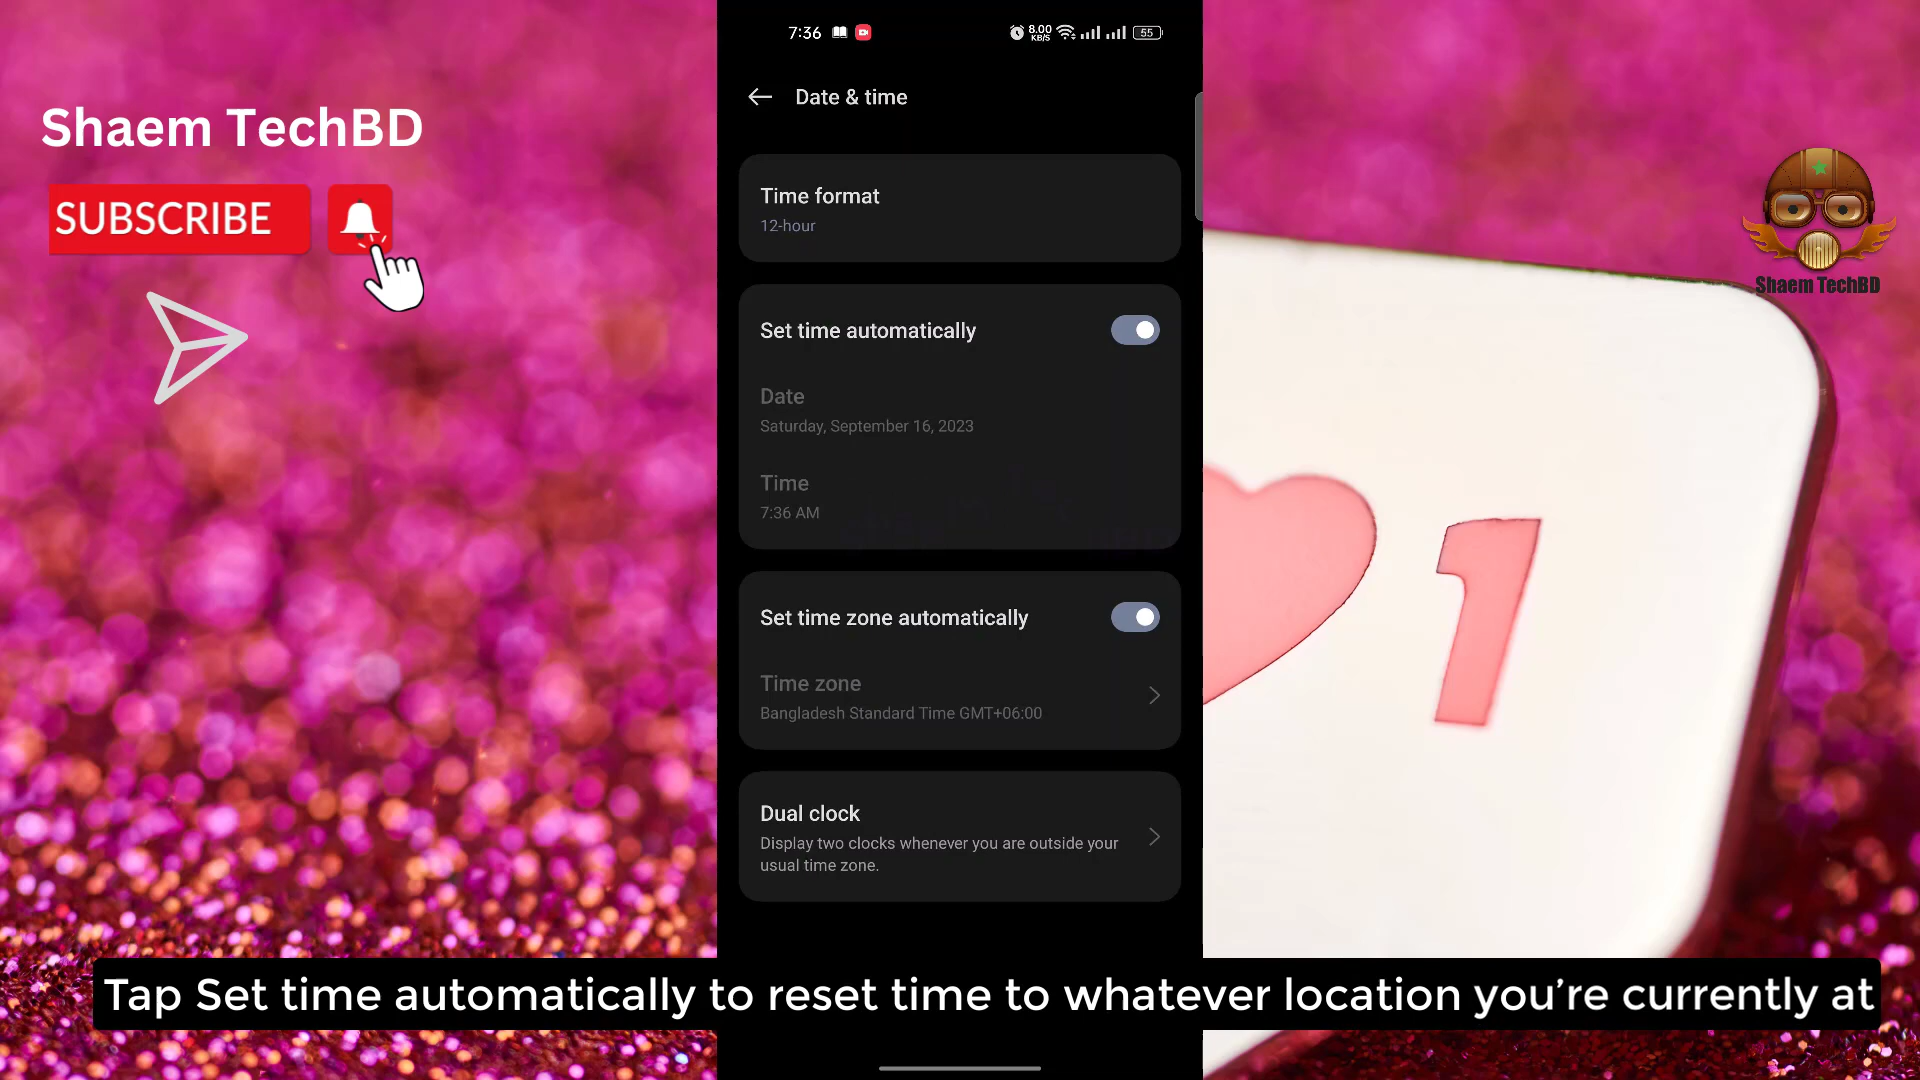 Shaem TechBD
SUBSCRIBE
7:36
8.00
KB/S
55
Date & time
Time format
12-hour
Set time automatically
Date
Saturday, September 16, 2023
Time
7:36 AM
Set time zone automatically
Time zone
Bangladesh Standard Time GMT+06:00
Dual clock
Display two clocks whenever you are outside your
usual time zone.
Shaem TechBD
1
Tap Set time automatically to reset time to whatever location you’re currently at